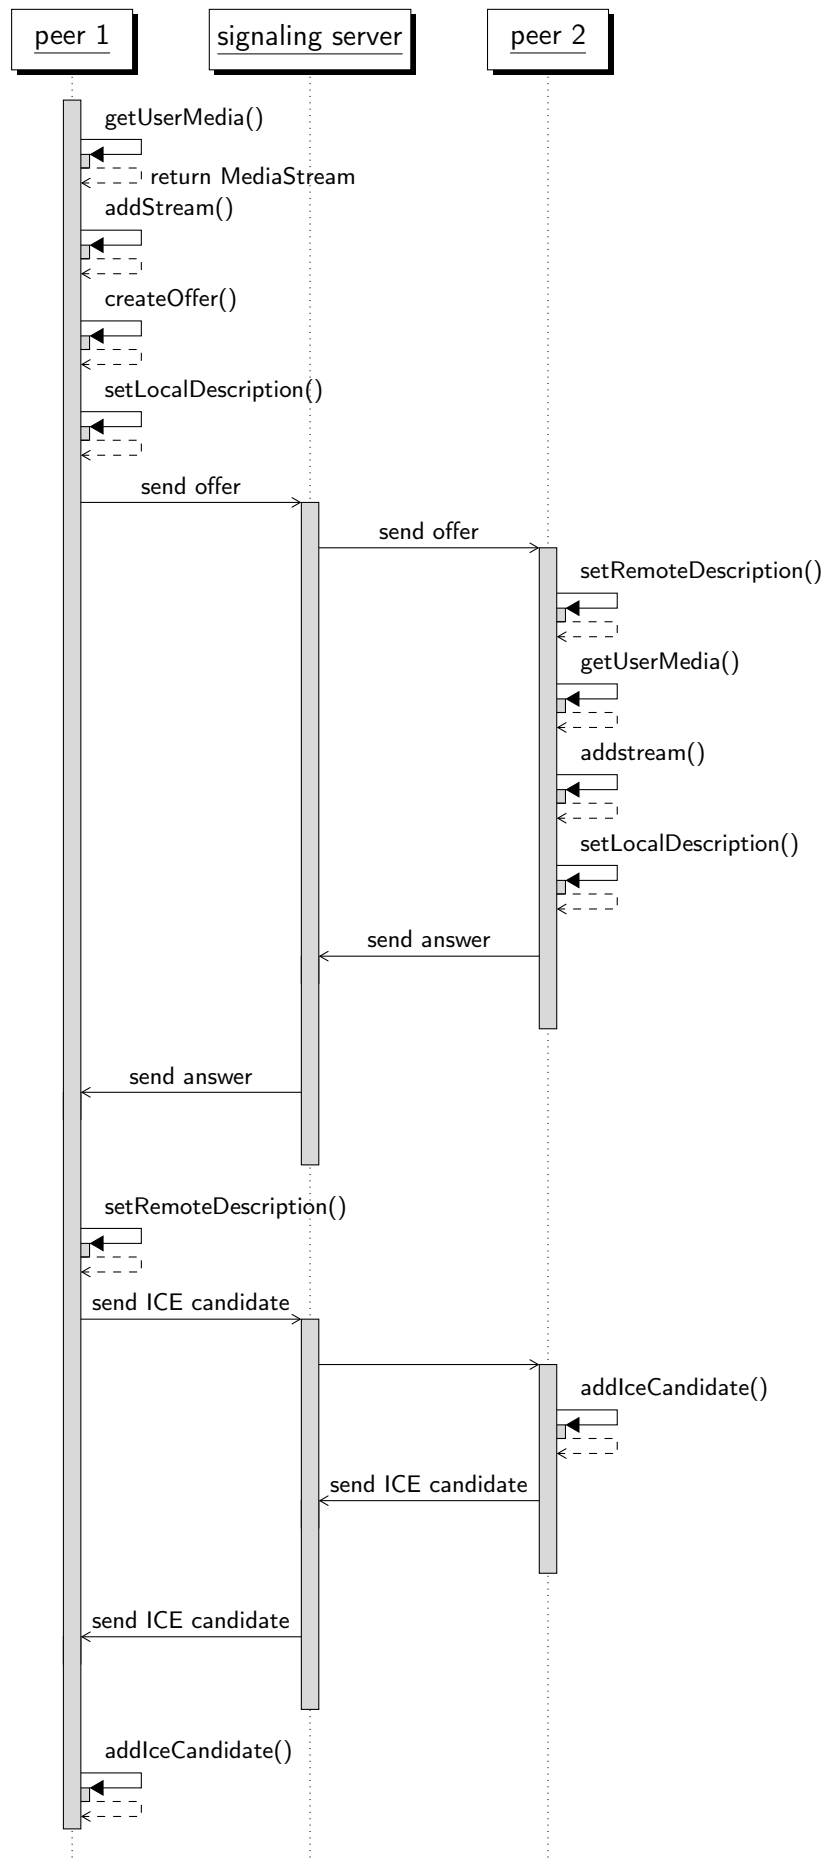 peer 1
signaling server
peer 2
getUserMedia()
return MediaStream
addStream()
createOffer()
setLocalDescription()
send offer
send offer
setRemoteDescription()
getUserMedia()
addstream()
setLocalDescription()
send answer
send answer
setRemoteDescription()
send ICE candidate
addIceCandidate()
send ICE candidate
send ICE candidate
addIceCandidate()